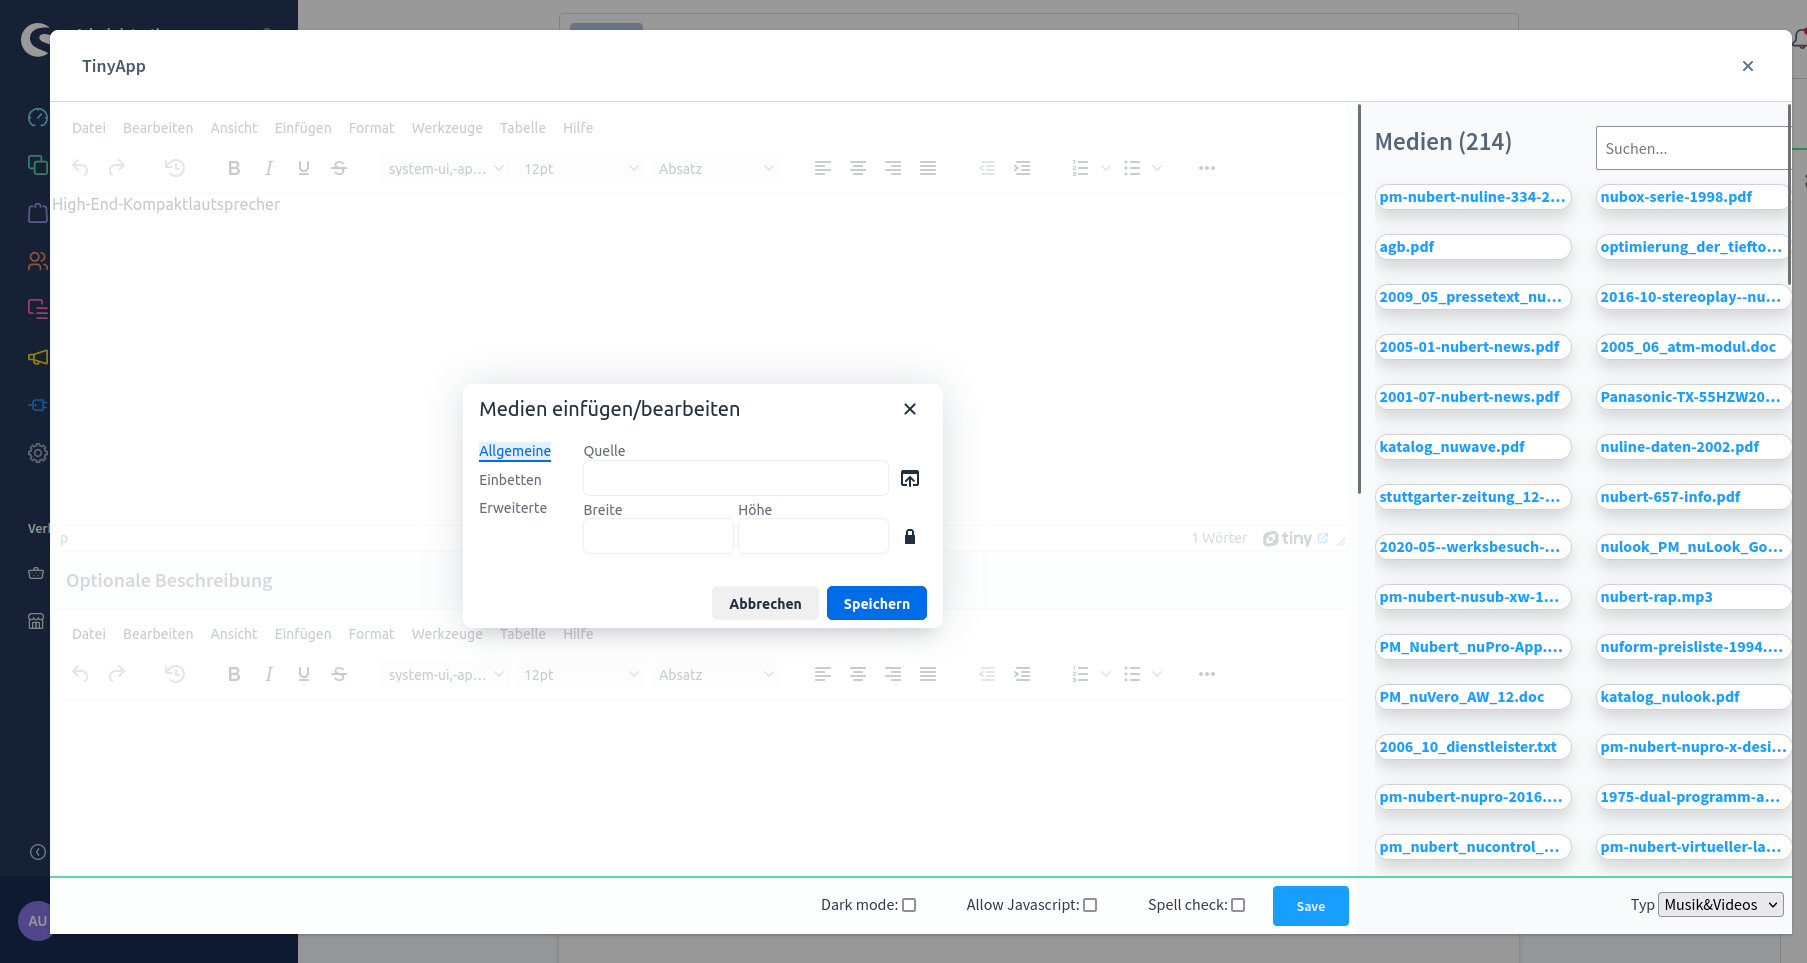 TinyApp
Datei Bearbeiten Ansicht Einfügen Format Werkzeuge Tabelle Hilfe
B I U S system-ui,-ap... 12pt Absatz
High-End-Kompaktlautsprecher
Medien einfügen/bearbeiten
Allgemeine
Einbetten
Erweiterte
Quelle
Breite Höhe
Abbrechen Speichern
p 1 Wörter tiny
Optionale Beschreibung
Datei Bearbeiten Ansicht Einfügen Format Werkzeuge Tabelle Hilfe
B I U S system-ui,-ap... 12pt Absatz
Medien (214) Suchen...
pm-nubert-nuline-334-2... nubox-serie-1998.pdf
agb.pdf optimierung_der_tiefto...
2009_05_pressetext_nu... 2016-10-stereoplay--nu...
2005-01-nubert-news.pdf 2005_06_atm-modul.doc
2001-07-nubert-news.pdf Panasonic-TX-55HZW20...
katalog_nuwave.pdf nuline-daten-2002.pdf
stuttgarter-zeitung_12-... nubert-657-info.pdf
2020-05--werksbesuch-... nulook_PM_nuLook_Go...
pm-nubert-nusub-xw-1... nubert-rap.mp3
PM_Nubert_nuPro-App.... nuform-preisliste-1994....
PM_nuVero_AW_12.doc katalog_nulook.pdf
2006_10_dienstleister.txt pm-nubert-nupro-x-desi...
pm-nubert-nupro-2016.... 1975-dual-programm-a...
pm_nubert_nucontrol_... pm-nubert-virtueller-la...
Dark mode: Allow Javascript: Spell check: Save Typ Musik&Videos
AU